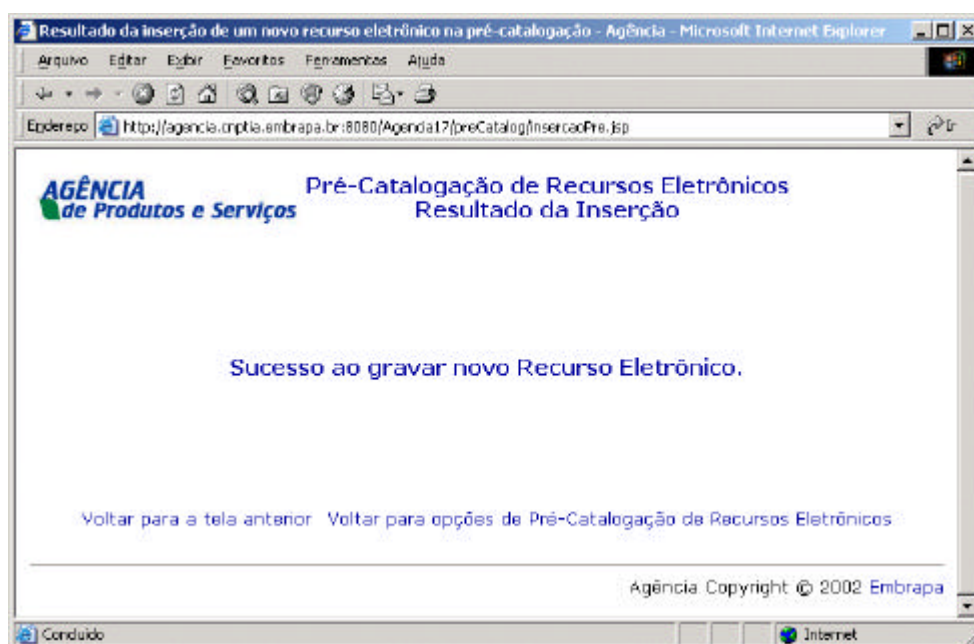 Resultado da inserção de um novo recurso eletrônico na pré-catalogação - Agência - Microsoft Internet Explorer
Arquivo Editar Exibir Favoritos Ferramentas Ajuda
Endereço http://agencia.cnptia.embrapa.br:8080/Agencia17/preCatalog/insercaoPre.jsp Ir
AGÊNCIA
de Produtos e Serviços
Pré-Catalogação de Recursos Eletrônicos
Resultado da Inserção
Sucesso ao gravar novo Recurso Eletrônico.
Voltar para a tela anterior Voltar para opções de Pré-Catalogação de Recursos Eletrônicos
Agência Copyright © 2002 Embrapa
Concluído Internet